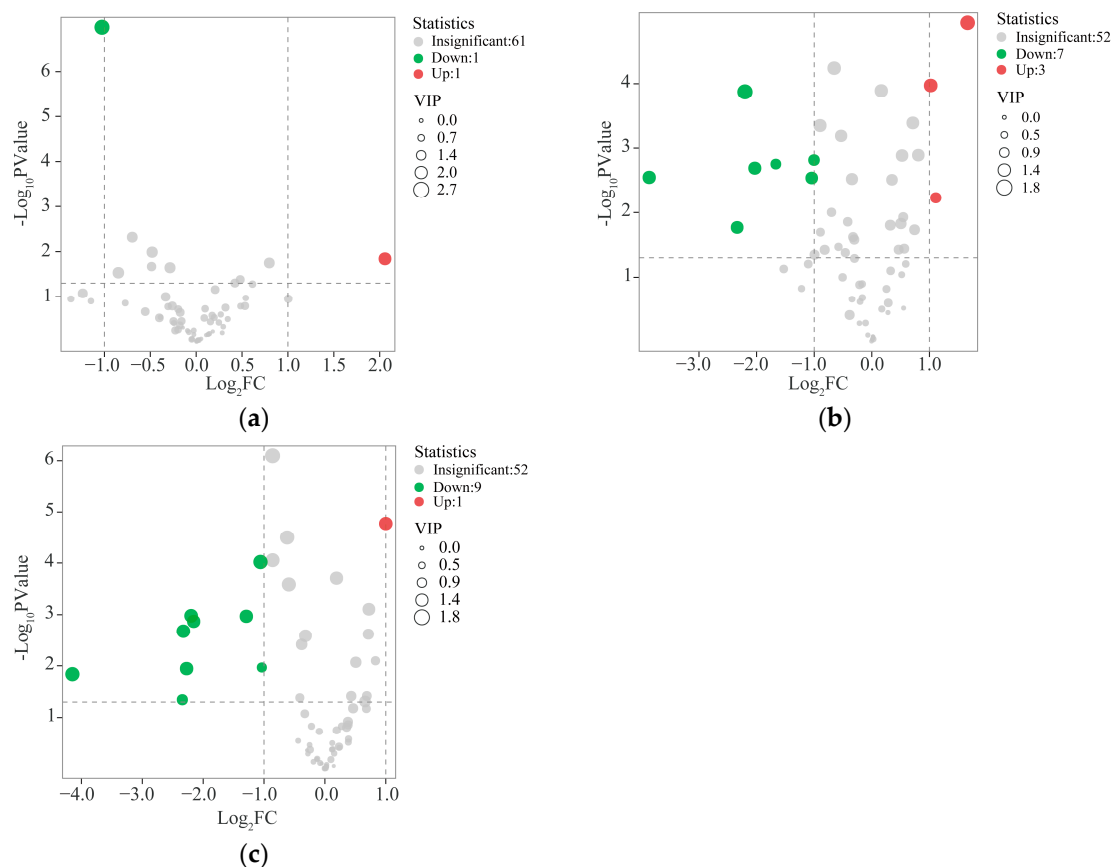 Statistics
Insignificant:61
Down:1
Up:1
VIP
0.0
0.7
1.4
2.0
2.7
-Log10PValue
6
5
4
3
2
1
−1.0 −0.5 0.0 0.5 1.0 1.5 2.0
Log2FC
(a)
Statistics
Insignificant:52
Down:7
Up:3
VIP
0.0
0.5
0.9
1.4
1.8
-Log10PValue
4
3
2
1
−3.0 −2.0 −1.0 0.0 1.0
Log2FC
(b)
Statistics
Insignificant:52
Down:9
Up:1
VIP
0.0
0.5
0.9
1.4
1.8
-Log10PValue
6
5
4
3
2
1
−4.0 −3.0 −2.0 −1.0 0.0 1.0
Log2FC
(c)